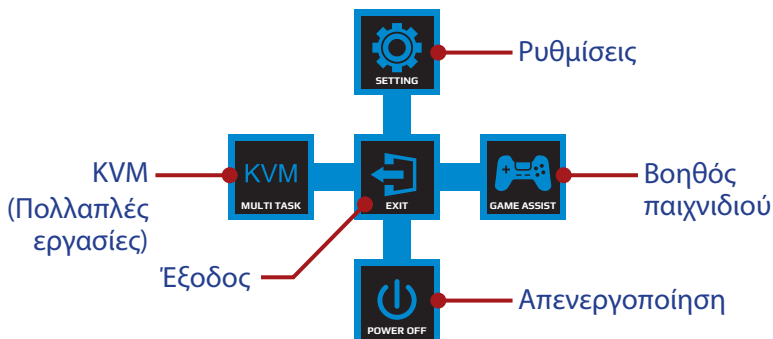 SETTING
Ρυθμίσεις
KVM
(Πολλαπλές
εργασίες)
KVM
MULTI TASK
EXIT
GAME ASSIST
Βοηθός
παιχνιδιού
Έξοδος
POWER OFF
Απενεργοποίηση